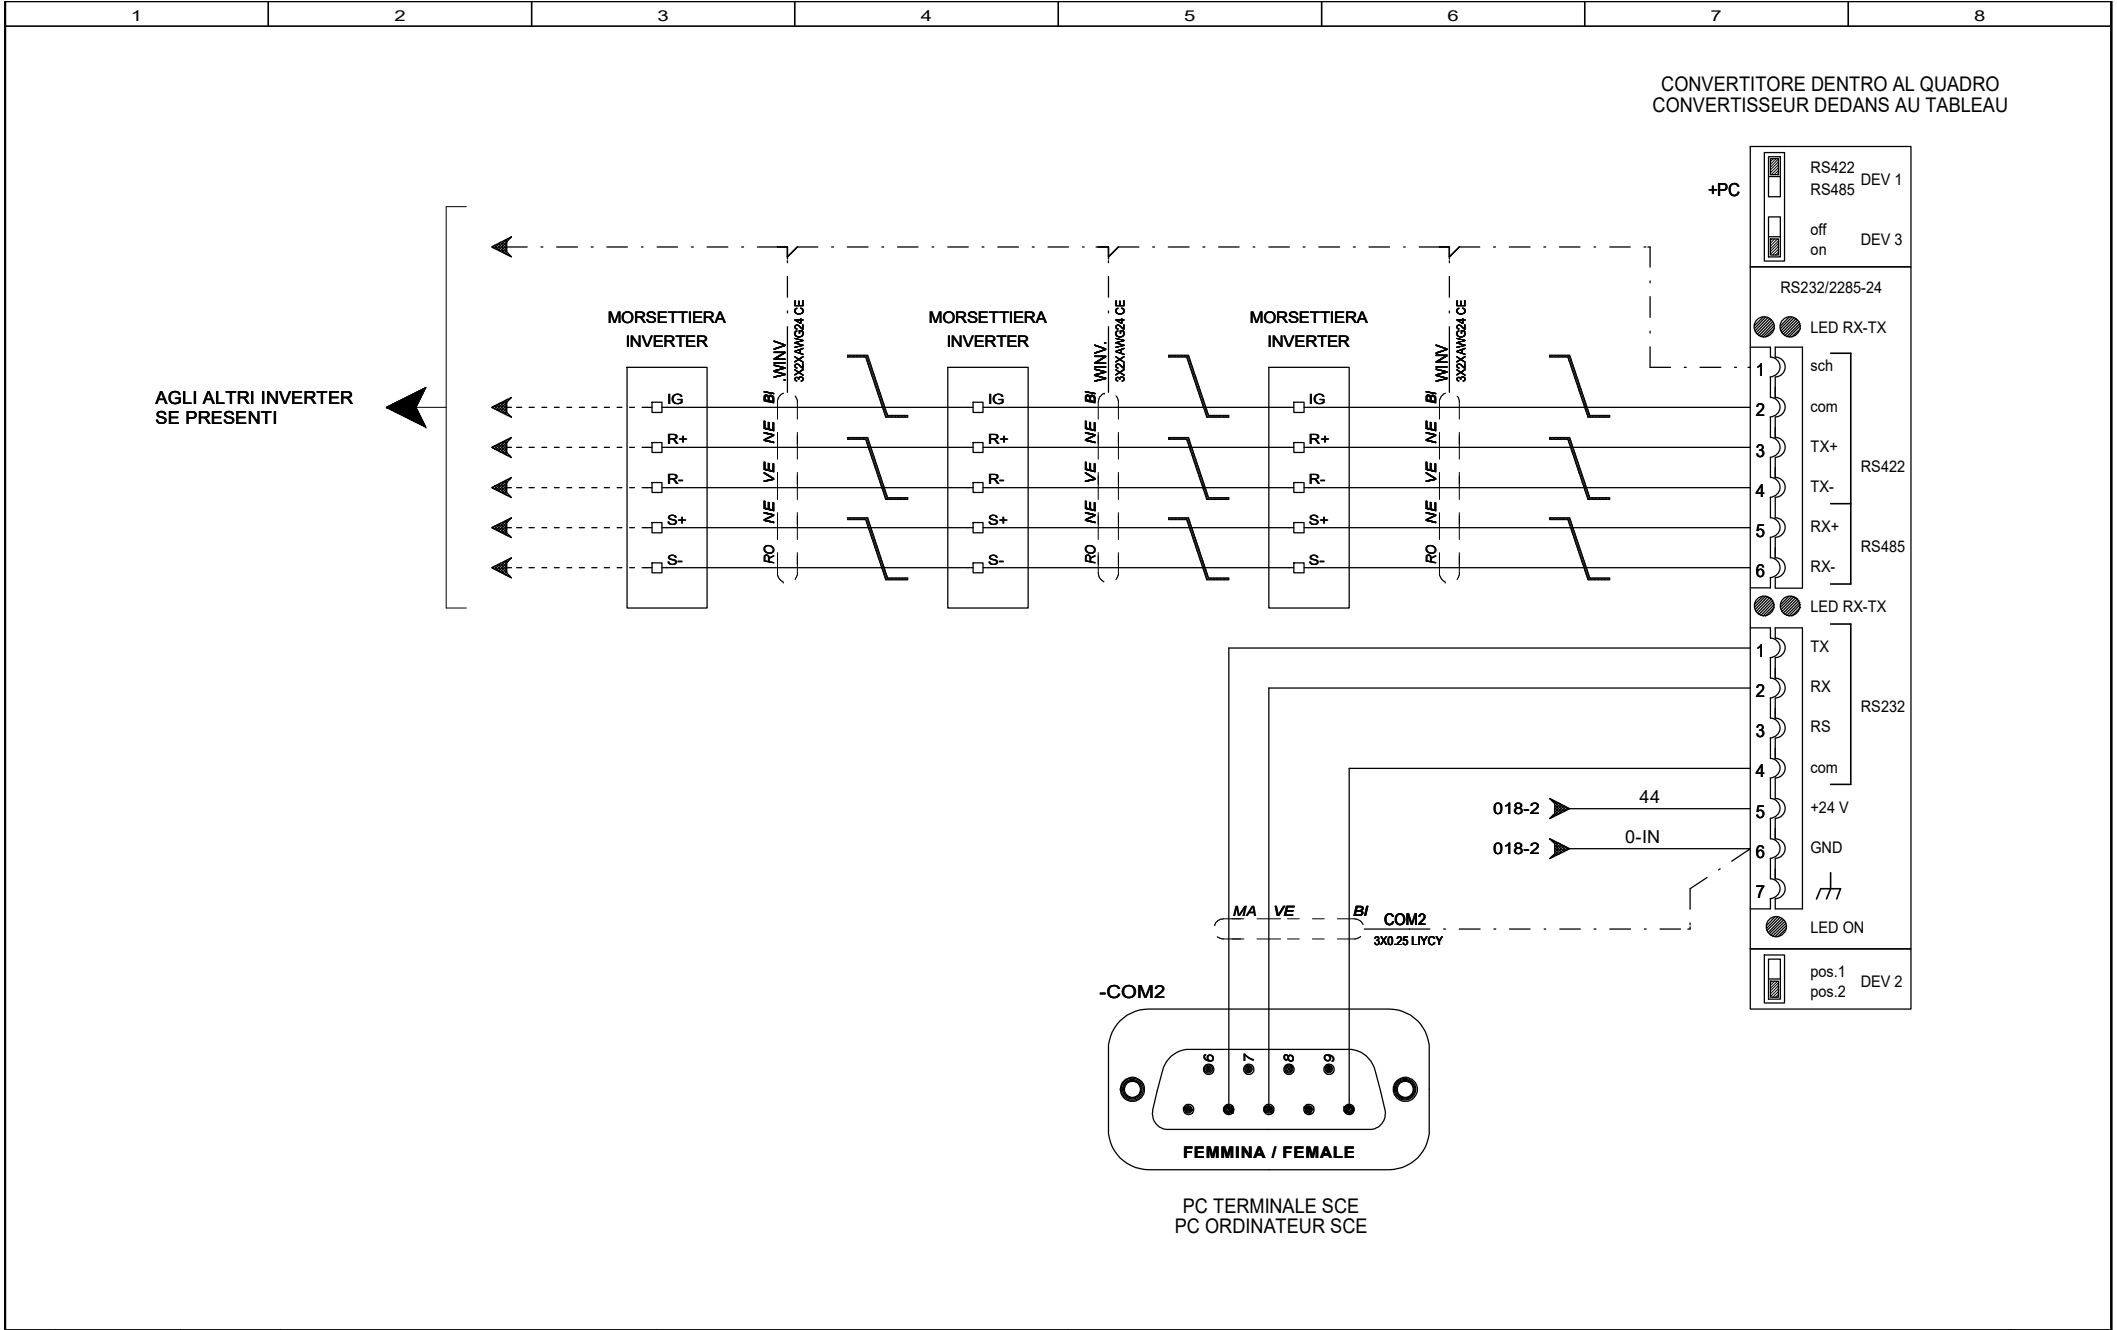 1 2 3 4 5 6 7 8
CONVERTITORE DENTRO AL QUADRO
CONVERTISSEUR DEDANS AU TABLEAU
+PC
RS422
RS485
DEV 1
off
on
DEV 3
RS232/2285-24
LED RX-TX
1 sch
2 com
3 TX+
4 TX-
RS422
5 RX+
6 RX-
RS485
LED RX-TX
1 TX
2 RX
3 RS
4 com
RS232
5 +24 V
6 GND
7
LED ON
pos.1
pos.2
DEV 2
AGLI ALTRI INVERTER
SE PRESENTI
MORSETTIERA
INVERTER
IG
R+
R-
S+
S-
.WINV
3X2XAWG24 CE
BI
NE
VE
NE
RO
MORSETTIERA
INVERTER
IG
R+
R-
S+
S-
WINV.
3X2XAWG24 CE
BI
NE
VE
NE
RO
MORSETTIERA
INVERTER
IG
R+
R-
S+
S-
WINV
3X2XAWG24 CE
BI
NE
VE
NE
RO
018-2 44
018-2 0-IN
MA VE BI
COM2
3X0.25 LIYCY
-COM2
6 7 8 9
FEMMINA / FEMALE
PC TERMINALE SCE
PC ORDINATEUR SCE